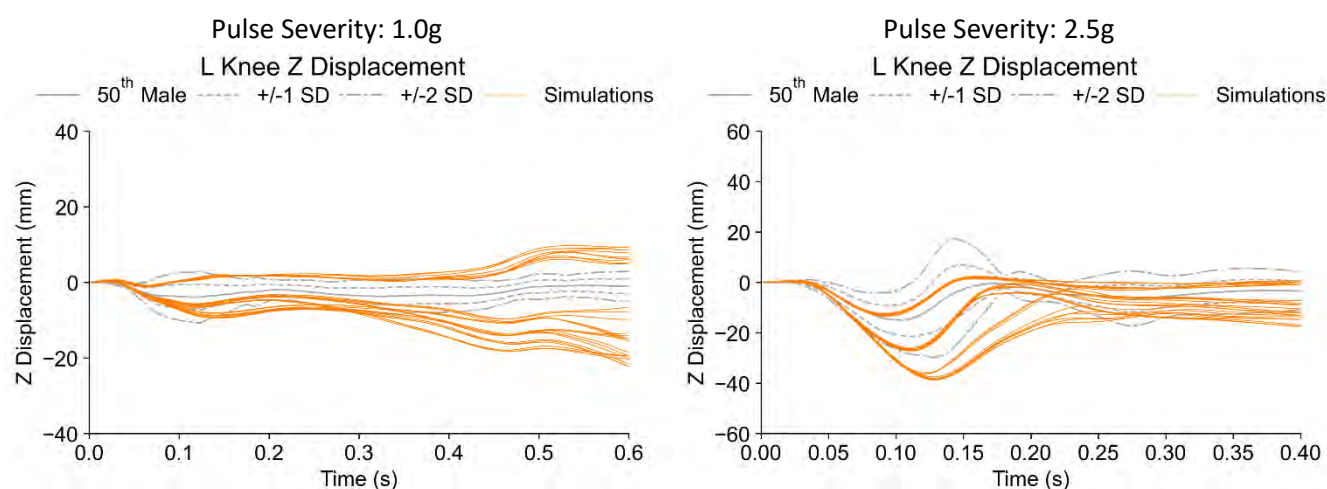 Pulse Severity: 1.0g
L Knee Z Displacement
50th Male +/-1 SD +/-2 SD Simulations
40
20
0
−20
−40
Z Displacement (mm)
0.0 0.1 0.2 0.3 0.4 0.5 0.6
Time (s)
Pulse Severity: 2.5g
L Knee Z Displacement
50th Male +/-1 SD +/-2 SD Simulations
60
40
20
0
−20
−40
−60
Z Displacement (mm)
0.00 0.05 0.10 0.15 0.20 0.25 0.30 0.35 0.40
Time (s)